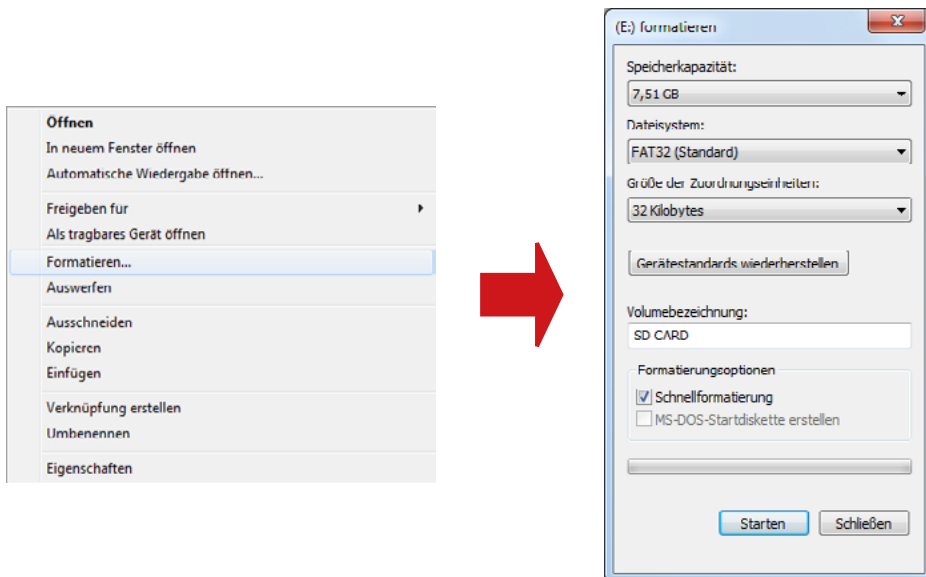 Öffnen
In neuem Fenster öffnen
Automatische Wiedergabe öffnen...
Freigeben für
Als tragbares Gerät öffnen
Formatieren...
Auswerfen
Ausschneiden
Kopieren
Einfügen
Verknüpfung erstellen
Umbenennen
Eigenschaften
(E:) formatieren
Speicherkapazität:
7,51 GB
Dateisystem:
FAT32 (Standard)
Größe der Zuordnungseinheiten:
32 Kilobytes
Gerätestandards wiederherstellen
Volumebezeichnung:
SD CARD
Formatierungsoptionen
Schnellformatierung
MS-DOS-Startdiskette erstellen
Starten Schließen